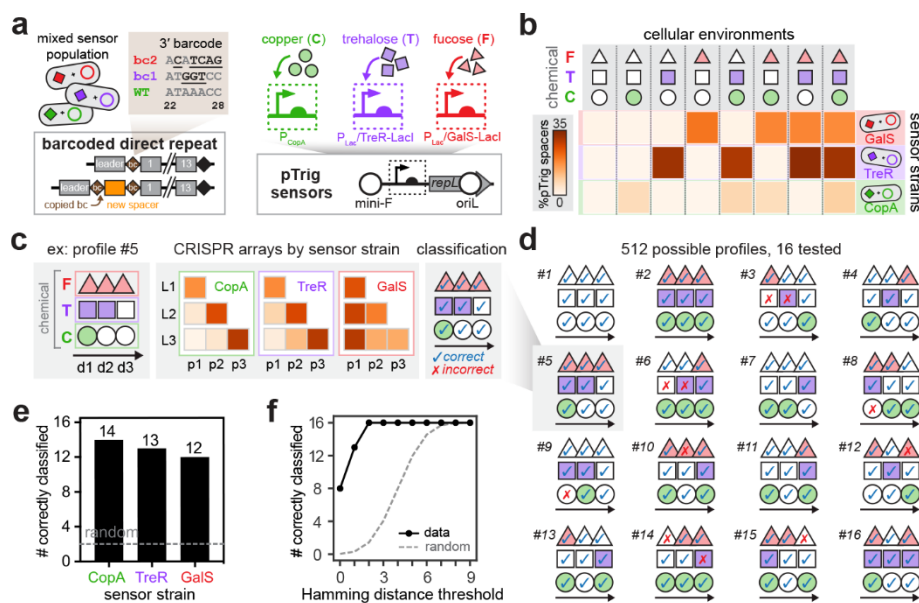 a
mixed sensor
population
3′ barcode
bc2 ACATCAG
bc1 ATGGTCC
WT ATAAACC
22 28
barcoded direct repeat
leader bc 1 13
leader bc bc 1 13
copied bc new spacer
copper (C) trehalose (T) fucose (F)
PCopA PLac/TreR-LacI PLac/GalS-LacI
pTrig
sensors
mini-F repL oriL
b
cellular environments
chemical
F
T
C
%pTrig spacers
35
0
GalS
TreR
CopA
sensor strains
c
ex: profile #5 CRISPR arrays by sensor strain classification
chemical
F
T
C
d1 d2 d3
L1 CopA TreR GalS
L2
L3
p1 p2 p3 p1 p2 p3 p1 p2 p3
✓correct
✗incorrect
d
512 possible profiles, 16 tested
#1 #2 #3 #4
#5 #6 #7 #8
#9 #10 #11 #12
#13 #14 #15 #16
e
# correctly classified
16
12
8
4
0
14
13
12
random
CopA TreR GalS
sensor strain
f
# correctly classified
16
12
8
4
0
data
random
0 1 2 3 4 5 6 7 8 9
Hamming distance threshold